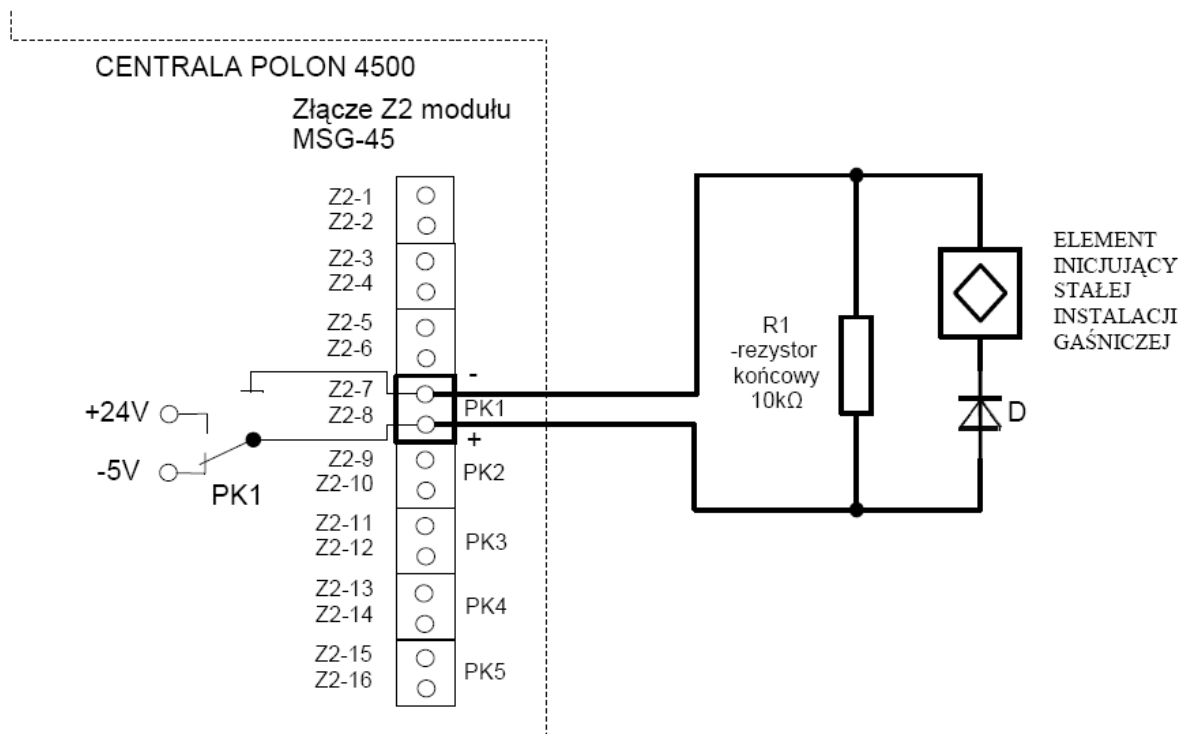 CENTRALA POLON 4500
Złącze Z2 modułu
MSG-45
Z2-1
Z2-2
Z2-3
Z2-4
Z2-5
Z2-6
Z2-7
Z2-8
Z2-9
Z2-10
Z2-11
Z2-12
Z2-13
Z2-14
Z2-15
Z2-16
-
PK1
+
PK2
PK3
PK4
PK5
+24V
-5V
PK1
R1
-rezystor
końcowy
10kΩ
ELEMENT
INICJUJĄCY
STAŁEJ
INSTALACJI
GAŚNICZEJ
D